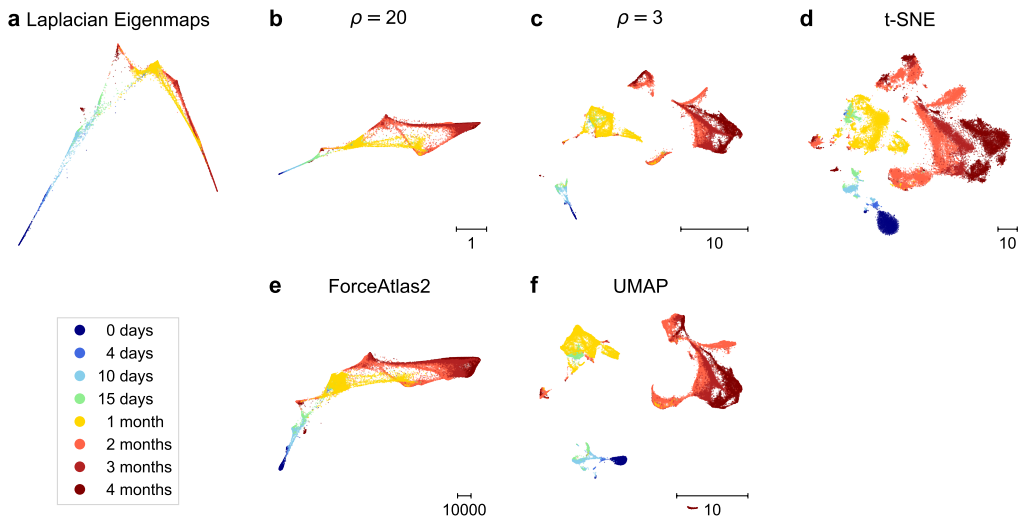 a Laplacian Eigenmaps
b ρ = 20
c ρ = 3
d t-SNE
1
10
10
e ForceAtlas2
f UMAP
0 days
4 days
10 days
15 days
1 month
2 months
3 months
4 months
10000
10